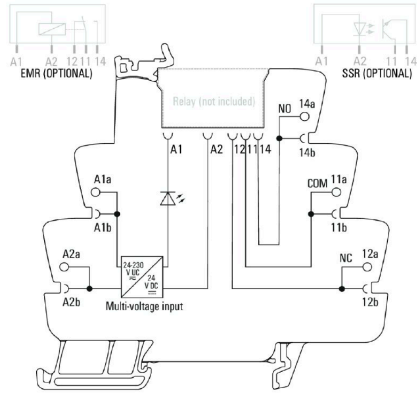 A1 A2 12 11 14
EMR (OPTIONAL)
A1 A2 11 14
SSR (OPTIONAL)
Relay (not included)
NO 14a
A1 A2 12 11 14 14b
A1a
COM 11a
A1b
11b
A2a
NC 12a
24-230
V UC
24
V DC
A2b
12b
Multi-voltage input